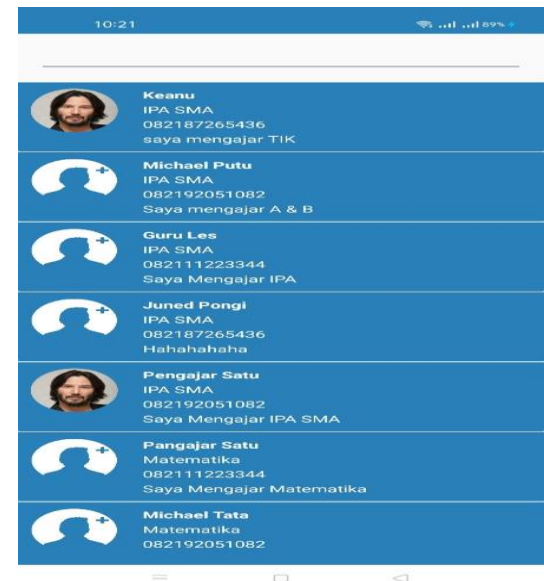 10:21
89%
Keanu
IPA SMA
082187265436
saya mengajar TIK
Michael Putu
IPA SMA
082192051082
Saya mengajar A & B
Guru Les
IPA SMA
082111223344
Saya Mengajar IPA
Juned Pongi
IPA SMA
082187265436
Hahahahaha
Pengajar Satu
IPA SMA
082192051082
Saya Mengajar IPA SMA
Pangajar Satu
Matematika
082111223344
Saya Mengajar Matematika
Michael Tata
Matematika
082192051082